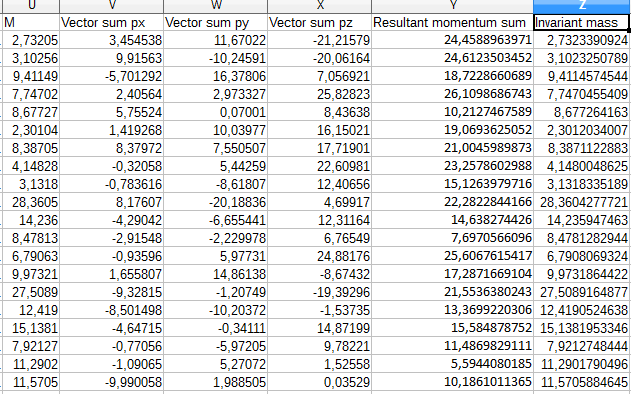 U V W X Y Z
M Vector sum px Vector sum py Vector sum pz Resultant momentum sum Invariant mass
2,73205 3,454538 11,67022 -21,21579 24,4588963971 2,7323390924
3,10256 9,91563 -10,24591 -20,06164 24,6123503452 3,1023250789
9,41149 -5,701292 16,37806 7,056921 18,7228660689 9,4114574544
7,74702 2,40564 2,973327 25,82823 26,1098686743 7,7470455409
8,67727 5,75524 0,07001 8,43638 10,2127467589 8,677264163
2,30104 1,419268 10,03977 16,15021 19,0693625052 2,3012034007
8,38705 8,37972 7,550507 17,71901 21,0045989873 8,3871122883
4,14828 -0,32058 5,44259 22,60981 23,2578602988 4,1480048625
3,1318 -0,783616 -8,61807 12,40656 15,1263979716 3,1318335189
28,3605 8,17607 -20,18836 4,69917 22,2822844166 28,3604277721
14,236 -4,29042 -6,655441 12,31164 14,638274426 14,235947463
8,47813 -2,91548 -2,229978 6,76549 7,6970566096 8,4781282944
6,79063 -0,93596 5,97731 24,88176 25,6067615417 6,7908069324
9,97321 1,655807 14,86138 -8,67432 17,2871669104 9,9731864422
27,5089 -9,32815 -1,20749 -19,39296 21,5536380243 27,5089164877
12,419 -8,501498 -10,20372 -1,53735 13,3699220306 12,4190524638
15,1381 -4,64715 -0,34111 14,87199 15,584878752 15,1381953346
7,92127 -0,77056 -5,97205 9,78221 11,4869829111 7,9212748444
11,2902 -1,09065 5,27072 1,52558 5,5944080185 11,2901790496
11,5705 -9,990058 1,988505 0,03529 10,1861011365 11,5705884645